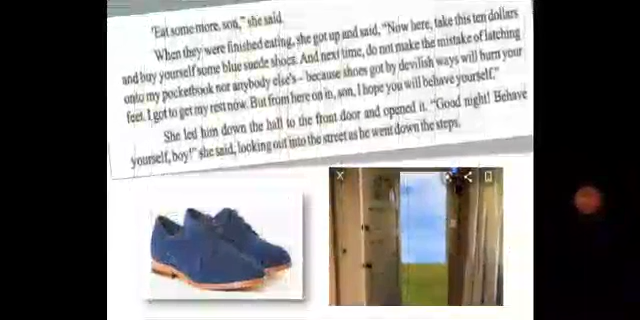 'Eat some more, son," she said.
When they were finished eating, she got up and said, "Now here, take this ten dollars
and buy yourself some blue suede shoes. And next time, do not make the mistake of latching
onto my pocketbook nor anybody else's – because shoes got by devilish ways will burn your
feet. I got to get my rest now. But from here on in, son, I hope you will behave yourself."
She led him down the hall to the front door and opened it. "Good night! Behave
yourself, boy!" she said, looking out into the street as he went down the steps.